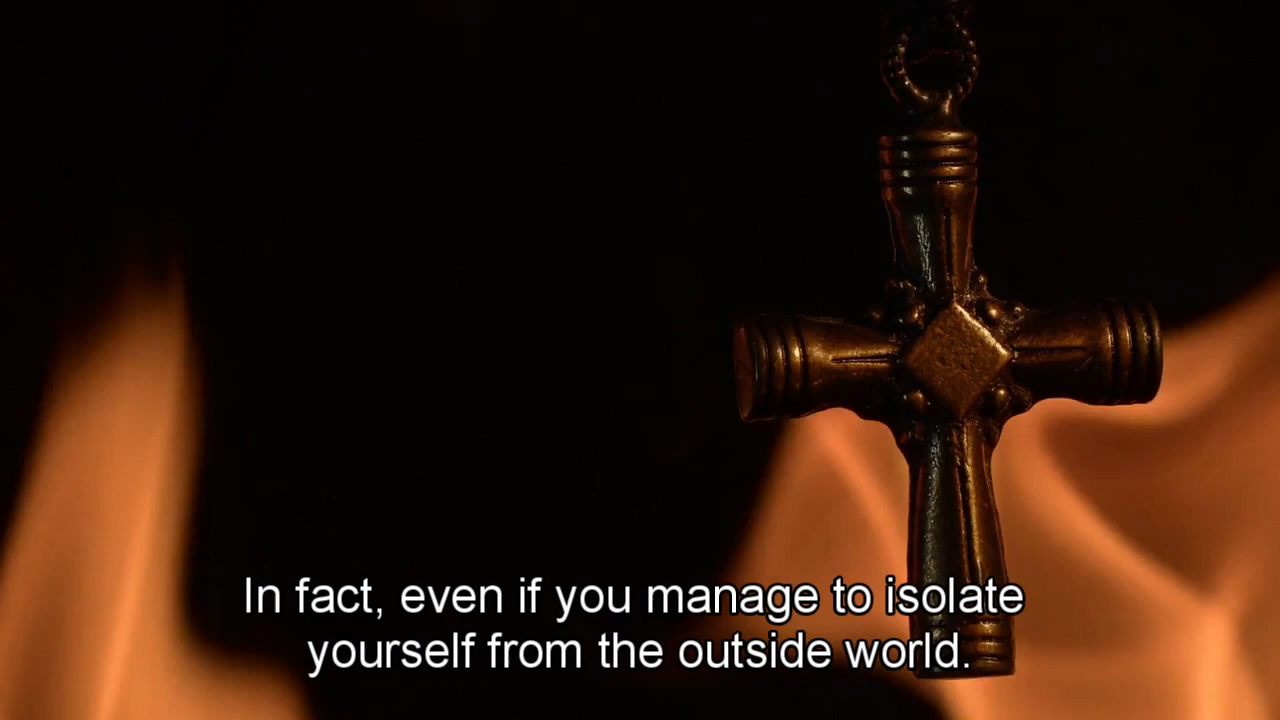 In fact, even if you manage to isolate
yourself from the outside world.